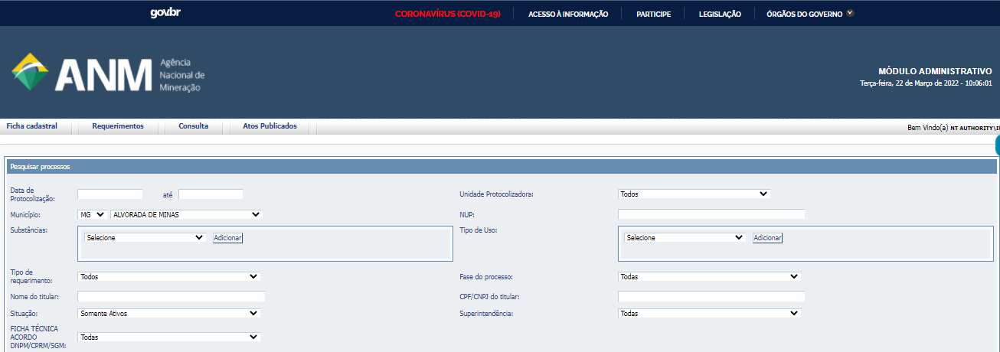 gov.br CORONAVÍRUS (COVID-19) ACESSO À INFORMAÇÃO PARTICIPE LEGISLAÇÃO ÓRGÃOS DO GOVERNO
ANM
Agência
Nacional de
Mineração
MÓDULO ADMINISTRATIVO
Terça-feira, 22 de Março de 2022 - 10:06:01
Ficha cadastral Requerimentos Consulta Atos Publicados
Bem Vindo(a) NT AUTHORITY\
Pesquisar processos
Data de
Protocolização: até Unidade Protocolizadora: Todos
Município: MG ALVORADA DE MINAS NUP:
Substâncias: Tipo de Uso:
Selecione Adicionar Selecione Adicionar
Tipo de
requerimento: Todos Fase do processo: Todas
Nome do titular: CPF/CNPJ do titular:
Situação: Somente Ativos Superintendência: Todas
FICHA TÉCNICA
ACORDO Todas
DNPM/CPRM/SGM: